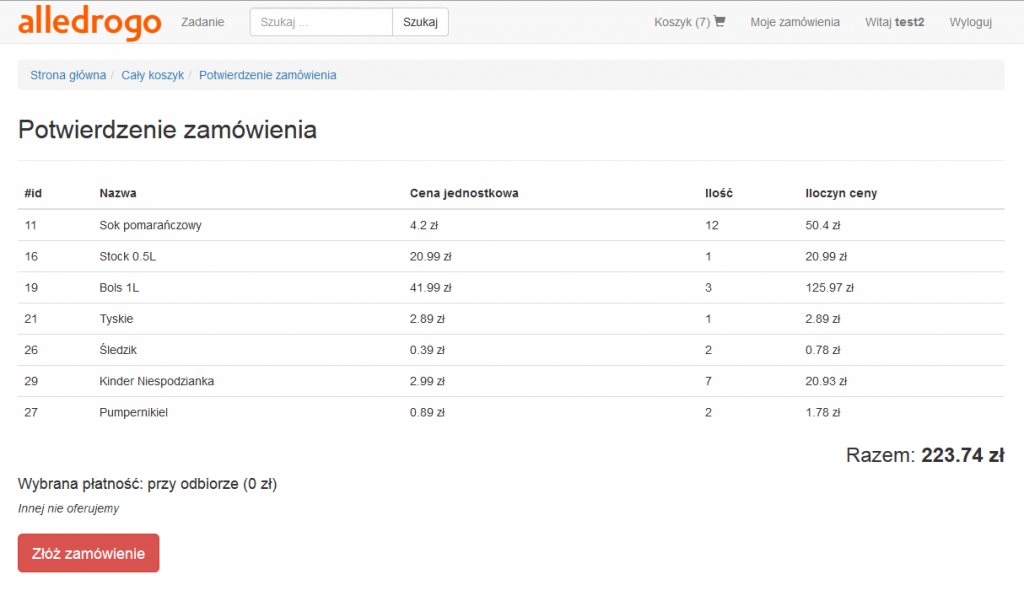 alledrogo Zadanie Szukaj ... Szukaj Koszyk (7) Moje zamówienia Witaj test2 Wyloguj
Strona główna / Cały koszyk / Potwierdzenie zamówienia
Potwierdzenie zamówienia
#id Nazwa Cena jednostkowa Ilość Iloczyn ceny
11 Sok pomarańczowy 4.2 zł 12 50.4 zł
16 Stock 0.5L 20.99 zł 1 20.99 zł
19 Bols 1L 41.99 zł 3 125.97 zł
21 Tyskie 2.89 zł 1 2.89 zł
26 Śledzik 0.39 zł 2 0.78 zł
29 Kinder Niespodzianka 2.99 zł 7 20.93 zł
27 Pumpernikiel 0.89 zł 2 1.78 zł
Razem: 223.74 zł
Wybrana płatność: przy odbiorze (0 zł)
Innej nie oferujemy
Złóż zamówienie